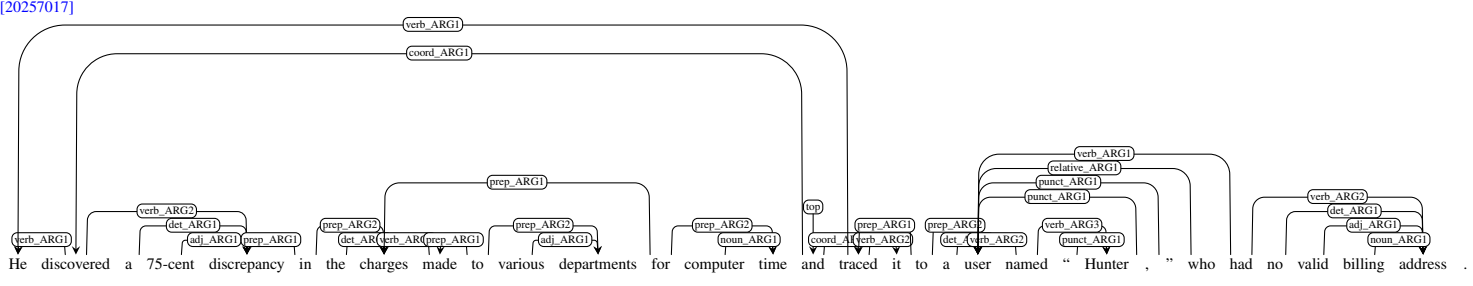 [20257017]
verb_ARG1
coord_ARG1
verb_ARG1
relative_ARG1
prep_ARG1 punct_ARG1
punct_ARG1 verb_ARG2
verb_ARG2 top det_ARG1
det_ARG1 prep_ARG2 prep_ARG2 prep_ARG2 prep_ARG1 prep_ARG2 verb_ARG3 adj_ARG1
verb_ARG1 adj_ARG1 prep_ARG1 prep_ARG1 adj_ARG1 noun_ARG1 verb_ARG2 verb_ARG2 punct_ARG1 noun_ARG1
He discovered a 75-cent discrepancy in the charges made to various departments for computer time and traced it to a user named “ Hunter , ” who had no valid billing address .